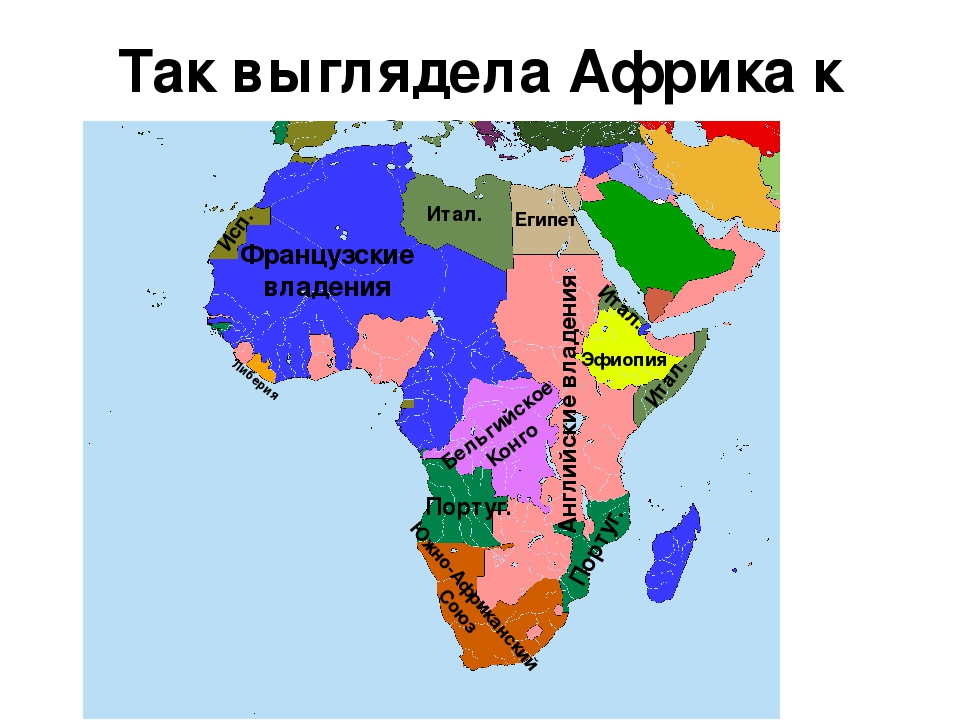 Так выглядела Африка к
Итал.
Египет
Исп.
Французские
владения
Итал.
Английские владения
Эфиопия
Итал.
Либерия
Бельгийское
Конго
Португ.
Португ.
Южно-Африканский
Союз